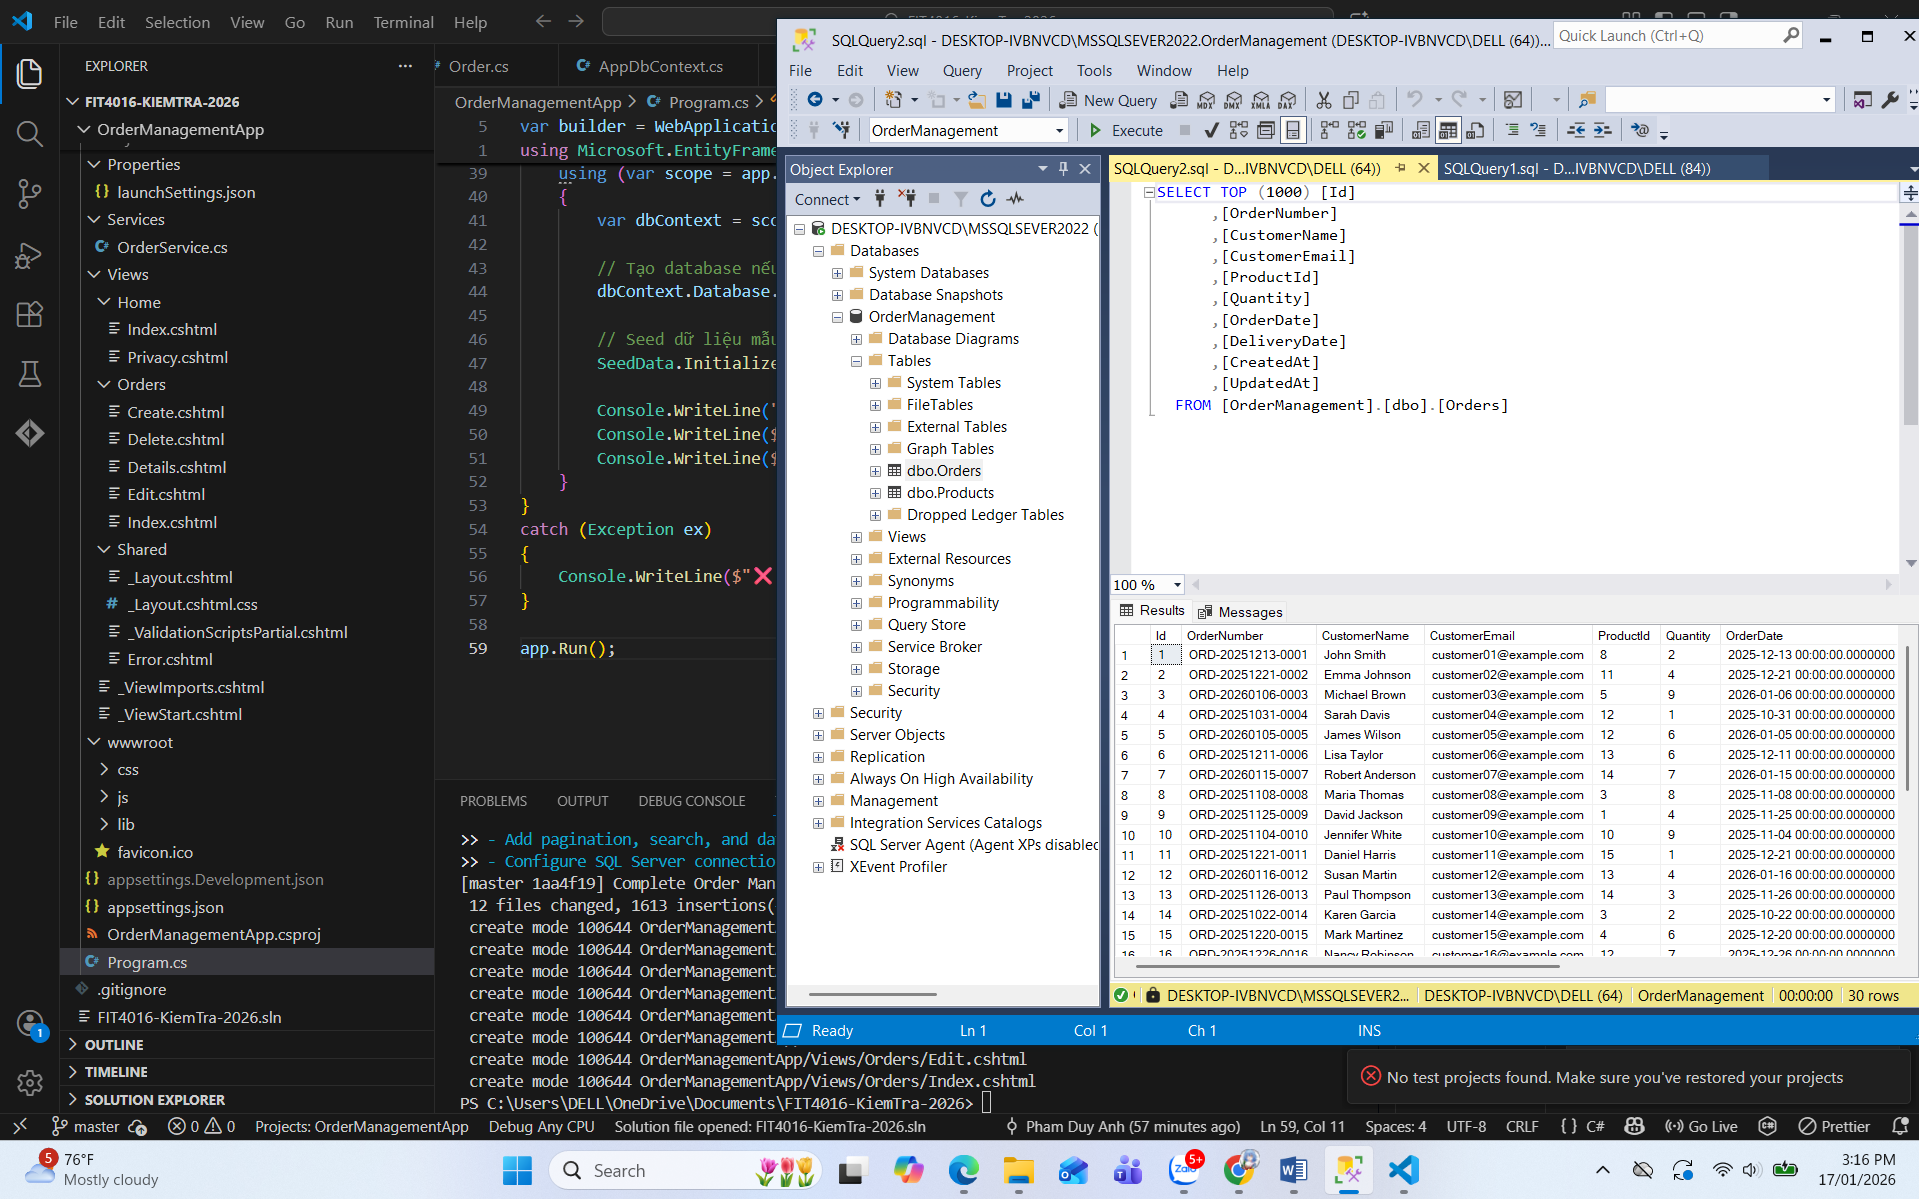 File Edit Selection View Go Run Terminal Help
EXPLORER
FIT4016-KIEMTRA-2026
OrderManagementApp
Properties
launchSettings.json
Services
OrderService.cs
Views
Home
Index.cshtml
Privacy.cshtml
Orders
Create.cshtml
Delete.cshtml
Details.cshtml
Edit.cshtml
Index.cshtml
Shared
_Layout.cshtml
_Layout.cshtml.css
_ValidationScriptsPartial.cshtml
Error.cshtml
_ViewImports.cshtml
_ViewStart.cshtml
wwwroot
css
js
lib
favicon.ico
appsettings.Development.json
appsettings.json
OrderManagementApp.csproj
Program.cs
.gitignore
FIT4016-KiemTra-2026.sln
OUTLINE
TIMELINE
SOLUTION EXPLORER
Order.cs AppDbContext.cs
OrderManagementApp > Program.cs >
5 var builder = WebApplicatio
1 using Microsoft.EntityFrame
39 using (var scope = app.
40 {
41 var dbContext = sco
42
43 // Tạo database nếu
44 dbContext.Database.
45
46 // Seed dữ liệu mẫu
47 SeedData.Initialize
48
49 Console.WriteLine("
50 Console.WriteLine($
51 Console.WriteLine($
52 }
53 }
54 catch (Exception ex)
55 {
56 Console.WriteLine($"❌
57 }
58
59 app.Run();
PROBLEMS OUTPUT DEBUG CONSOLE
>> - Add pagination, search, and da
>> - Configure SQL Server connectio
[master 1aa4f19] Complete Order Man
12 files changed, 1613 insertions(
create mode 100644 OrderManagement
create mode 100644 OrderManagement
create mode 100644 OrderManagement
create mode 100644 OrderManagement
create mode 100644 OrderManagement
create mode 100644 OrderManagement
create mode 100644 OrderManagementApp/Views/Orders/Edit.cshtml
create mode 100644 OrderManagementApp/Views/Orders/Index.cshtml
PS C:\Users\DELL\OneDrive\Documents\FIT4016-KiemTra-2026>
SQLQuery2.sql - DESKTOP-IVBNVCD\MSSQLSEVER2022.OrderManagement (DESKTOP-IVBNVCD\DELL (64))...
Quick Launch (Ctrl+Q)
File Edit View Query Project Tools Window Help
New Query
MDX DMX XMLA DAX
OrderManagement
Execute
Object Explorer
Connect
DESKTOP-IVBNVCD\MSSQLSEVER2022 (
Databases
System Databases
Database Snapshots
OrderManagement
Database Diagrams
Tables
System Tables
FileTables
External Tables
Graph Tables
dbo.Orders
dbo.Products
Dropped Ledger Tables
Views
External Resources
Synonyms
Programmability
Query Store
Service Broker
Storage
Security
Security
Server Objects
Replication
Always On High Availability
Management
Integration Services Catalogs
SQL Server Agent (Agent XPs disabled
XEvent Profiler
SQLQuery2.sql - D...IVBNVCD\DELL (64)) SQLQuery1.sql - D...IVBNVCD\DELL (84))
SELECT TOP (1000) [Id]
,[OrderNumber]
,[CustomerName]
,[CustomerEmail]
,[ProductId]
,[Quantity]
,[OrderDate]
,[DeliveryDate]
,[CreatedAt]
,[UpdatedAt]
FROM [OrderManagement].[dbo].[Orders]
100 %
Results Messages
Id OrderNumber CustomerName CustomerEmail ProductId Quantity OrderDate
1 1 ORD-20251213-0001 John Smith customer01@example.com 8 2 2025-12-13 00:00:00.0000000
2 2 ORD-20251221-0002 Emma Johnson customer02@example.com 11 4 2025-12-21 00:00:00.0000000
3 3 ORD-20260106-0003 Michael Brown customer03@example.com 5 9 2026-01-06 00:00:00.0000000
4 4 ORD-20251031-0004 Sarah Davis customer04@example.com 12 1 2025-10-31 00:00:00.0000000
5 5 ORD-20260105-0005 James Wilson customer05@example.com 12 6 2026-01-05 00:00:00.0000000
6 6 ORD-20251211-0006 Lisa Taylor customer06@example.com 13 6 2025-12-11 00:00:00.0000000
7 7 ORD-20260115-0007 Robert Anderson customer07@example.com 14 7 2026-01-15 00:00:00.0000000
8 8 ORD-20251108-0008 Maria Thomas customer08@example.com 3 8 2025-11-08 00:00:00.0000000
9 9 ORD-20251125-0009 David Jackson customer09@example.com 1 4 2025-11-25 00:00:00.0000000
10 10 ORD-20251104-0010 Jennifer White customer10@example.com 10 9 2025-11-04 00:00:00.0000000
11 11 ORD-20251221-0011 Daniel Harris customer11@example.com 15 1 2025-12-21 00:00:00.0000000
12 12 ORD-20260116-0012 Susan Martin customer12@example.com 13 4 2026-01-16 00:00:00.0000000
13 13 ORD-20251126-0013 Paul Thompson customer13@example.com 14 3 2025-11-26 00:00:00.0000000
14 14 ORD-20251022-0014 Karen Garcia customer14@example.com 3 2 2025-10-22 00:00:00.0000000
15 15 ORD-20251220-0015 Mark Martinez customer15@example.com 4 6 2025-12-20 00:00:00.0000000
16 16 ORD-20251226-0016 Nancy Robinson customer16@example.com 12 7 2025-12-26 00:00:00.0000000
DESKTOP-IVBNVCD\MSSQLSEVER2... DESKTOP-IVBNVCD\DELL (64) OrderManagement 00:00:00 30 rows
Ready Ln 1 Col 1 Ch 1 INS
No test projects found. Make sure you've restored your projects
master 0 0 Projects: OrderManagementApp Debug Any CPU Solution file opened: FIT4016-KiemTra-2026.sln Pham Duy Anh (57 minutes ago) Ln 59, Col 11 Spaces: 4 UTF-8 CRLF { } C# Go Live Prettier
5 76°F
Mostly cloudy
Search
Zalo 5+
3:16 PM
17/01/2026